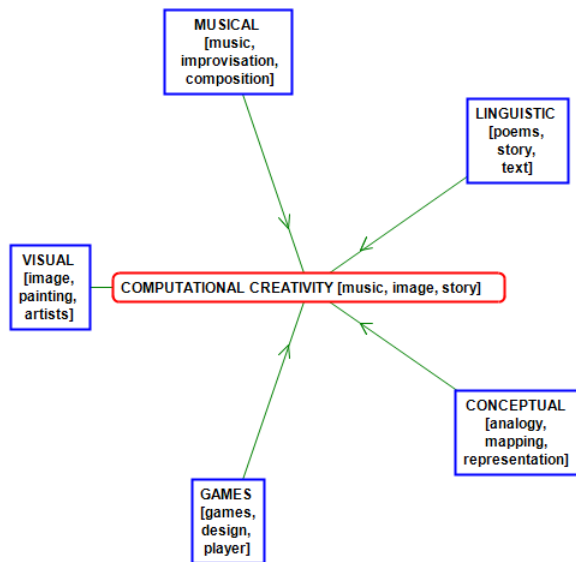 MUSICAL
[music,
improvisation,
composition]
LINGUISTIC
[poems,
story,
text]
VISUAL
[image,
painting,
artists]
COMPUTATIONAL CREATIVITY [music, image, story]
CONCEPTUAL
[analogy,
mapping,
representation]
GAMES
[games,
design,
player]